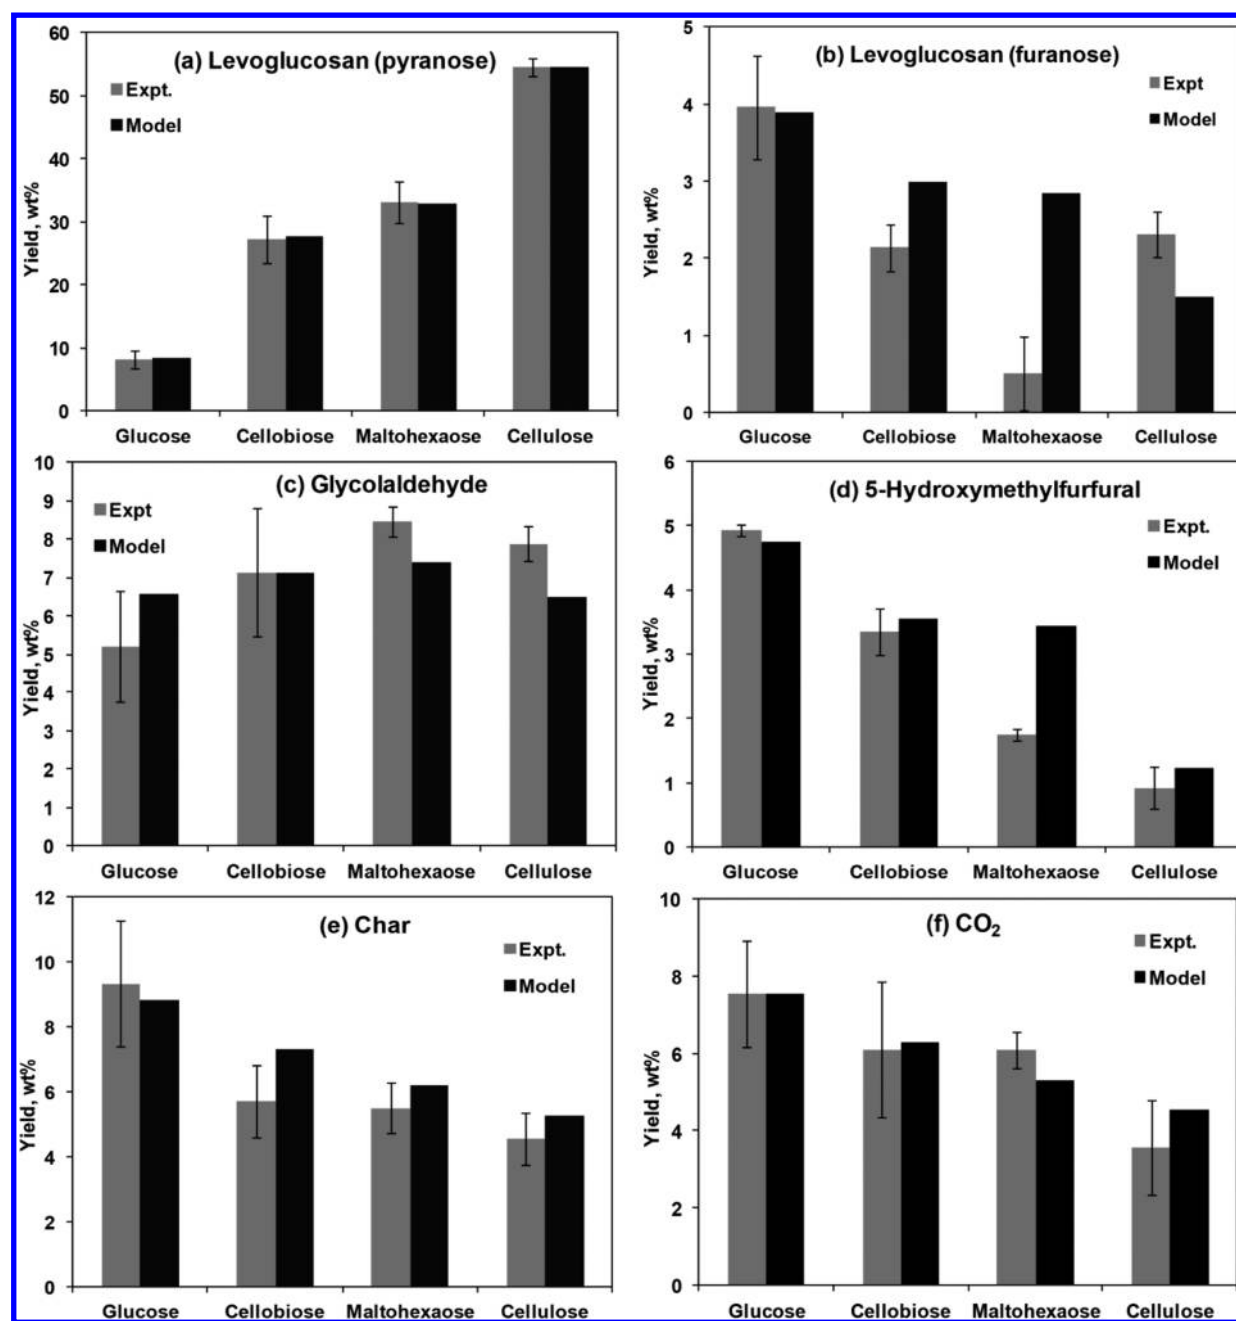 (a) Levoglucosan (pyranose)
Expt.
Model
Yield, wt%
60
50
40
30
20
10
0
Glucose Cellobiose Maltohexaose Cellulose
(b) Levoglucosan (furanose)
Expt
Model
Yield, wt%
5
4
3
2
1
0
Glucose Cellobiose Maltohexaose Cellulose
(c) Glycolaldehyde
Expt
Model
Yield, wt%
10
9
8
7
6
5
4
3
2
1
0
Glucose Cellobiose Maltohexaose Cellulose
(d) 5-Hydroxymethylfurfural
Expt.
Model
Yield, wt%
6
5
4
3
2
1
0
Glucose Cellobiose Maltohexaose Cellulose
(e) Char
Expt.
Model
Yield, wt%
12
10
8
6
4
2
0
Glucose Cellobiose Maltohexaose Cellulose
(f) CO₂
Expt.
Model
Yield, wt%
10
8
6
4
2
0
Glucose Cellobiose Maltohexaose Cellulose